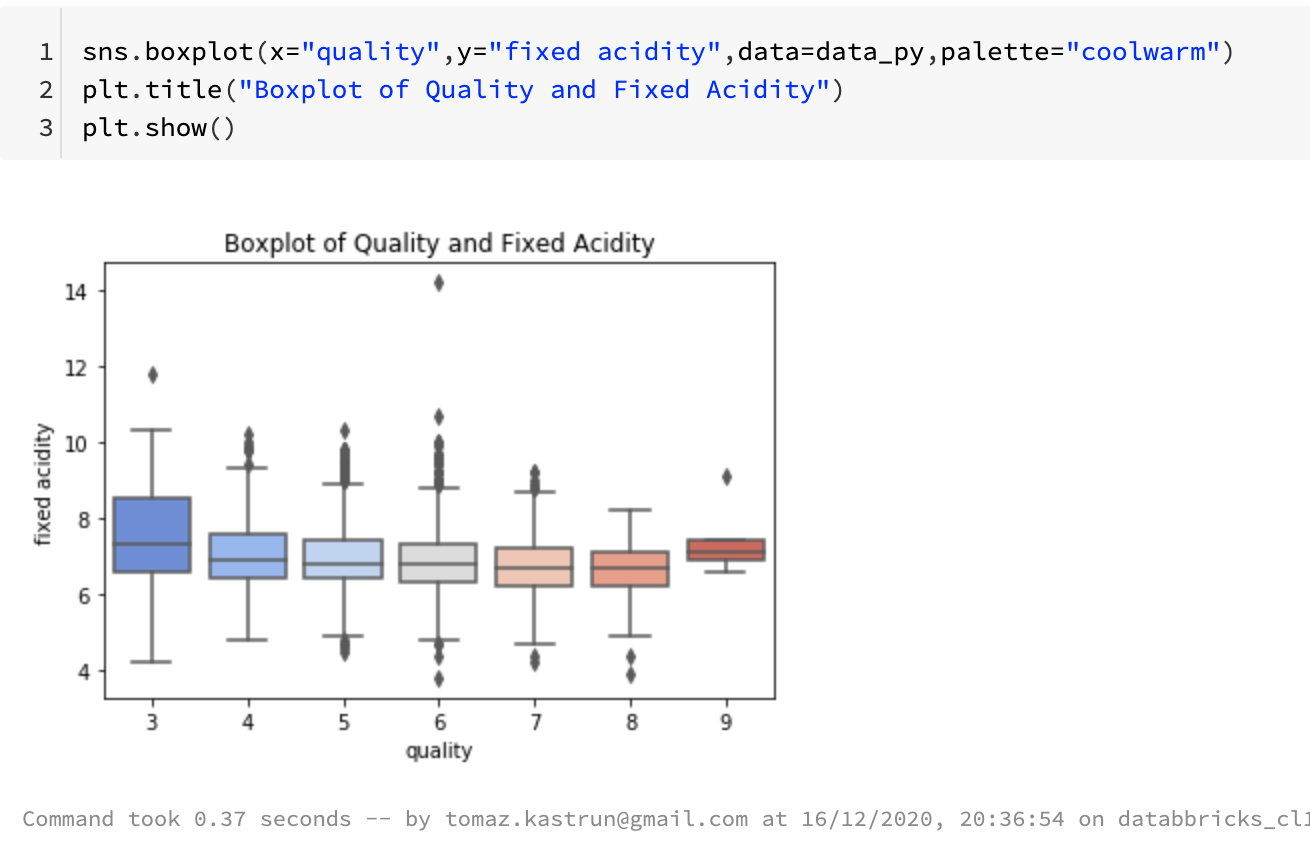 1 sns.boxplot(x="quality",y="fixed acidity",data=data_py,palette="coolwarm")
2 plt.title("Boxplot of Quality and Fixed Acidity")
3 plt.show()
Boxplot of Quality and Fixed Acidity
14
12
10
8
6
4
fixed acidity
3 4 5 6 7 8 9
quality
Command took 0.37 seconds -- by tomaz.kastrun@gmail.com at 16/12/2020, 20:36:54 on databbricks_cl1